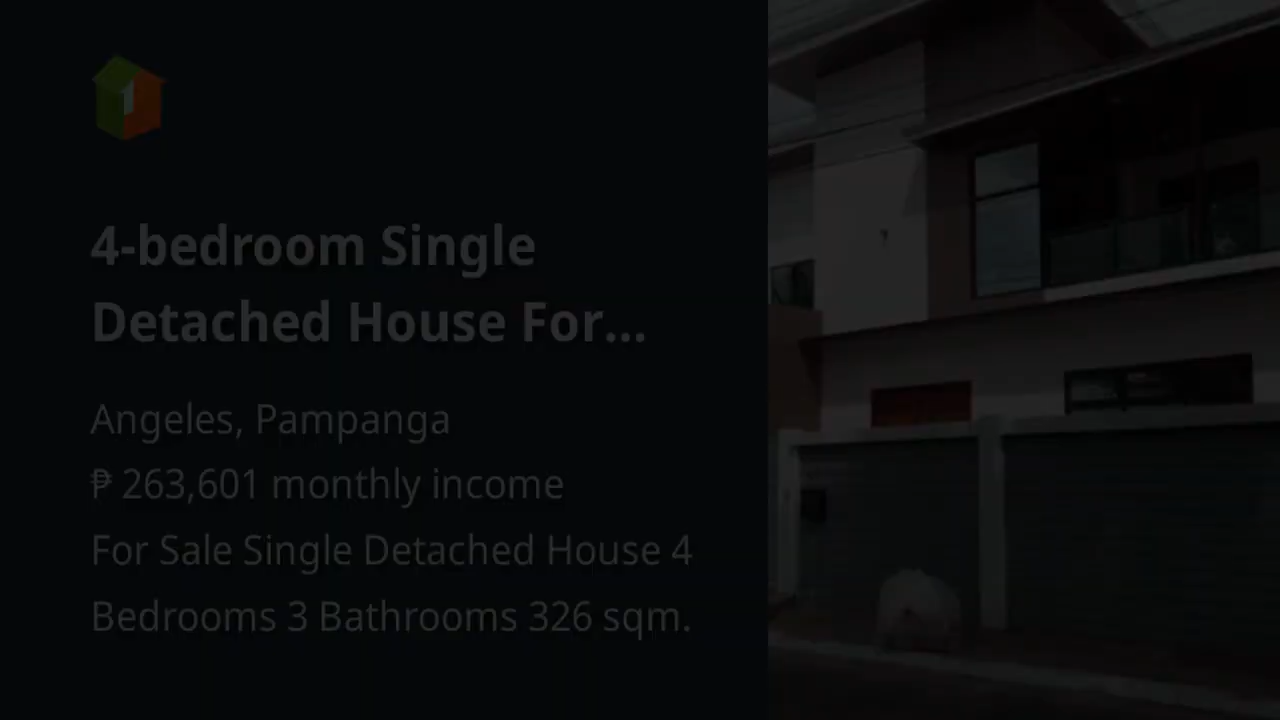 4-bedroom Single
Detached House For...
Angeles, Pampanga
₱ 263,601 monthly income
For Sale Single Detached House 4
Bedrooms 3 Bathrooms 326 sqm.